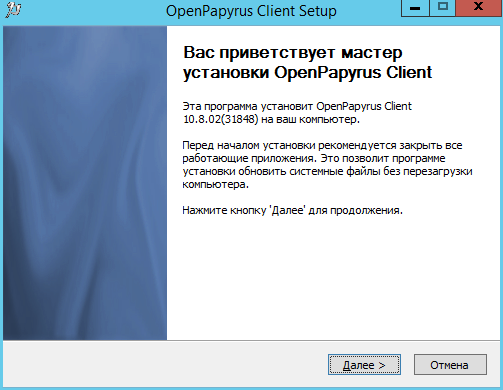 OpenPapyrus Client Setup
Вас приветствует мастер
установки OpenPapyrus Client
Эта программа установит OpenPapyrus Client
10.8.02(31848) на ваш компьютер.
Перед началом установки рекомендуется закрыть все
работающие приложения. Это позволит программе
установки обновить системные файлы без перезагрузки
компьютера.
Нажмите кнопку 'Далее' для продолжения.
Далее >
Отмена